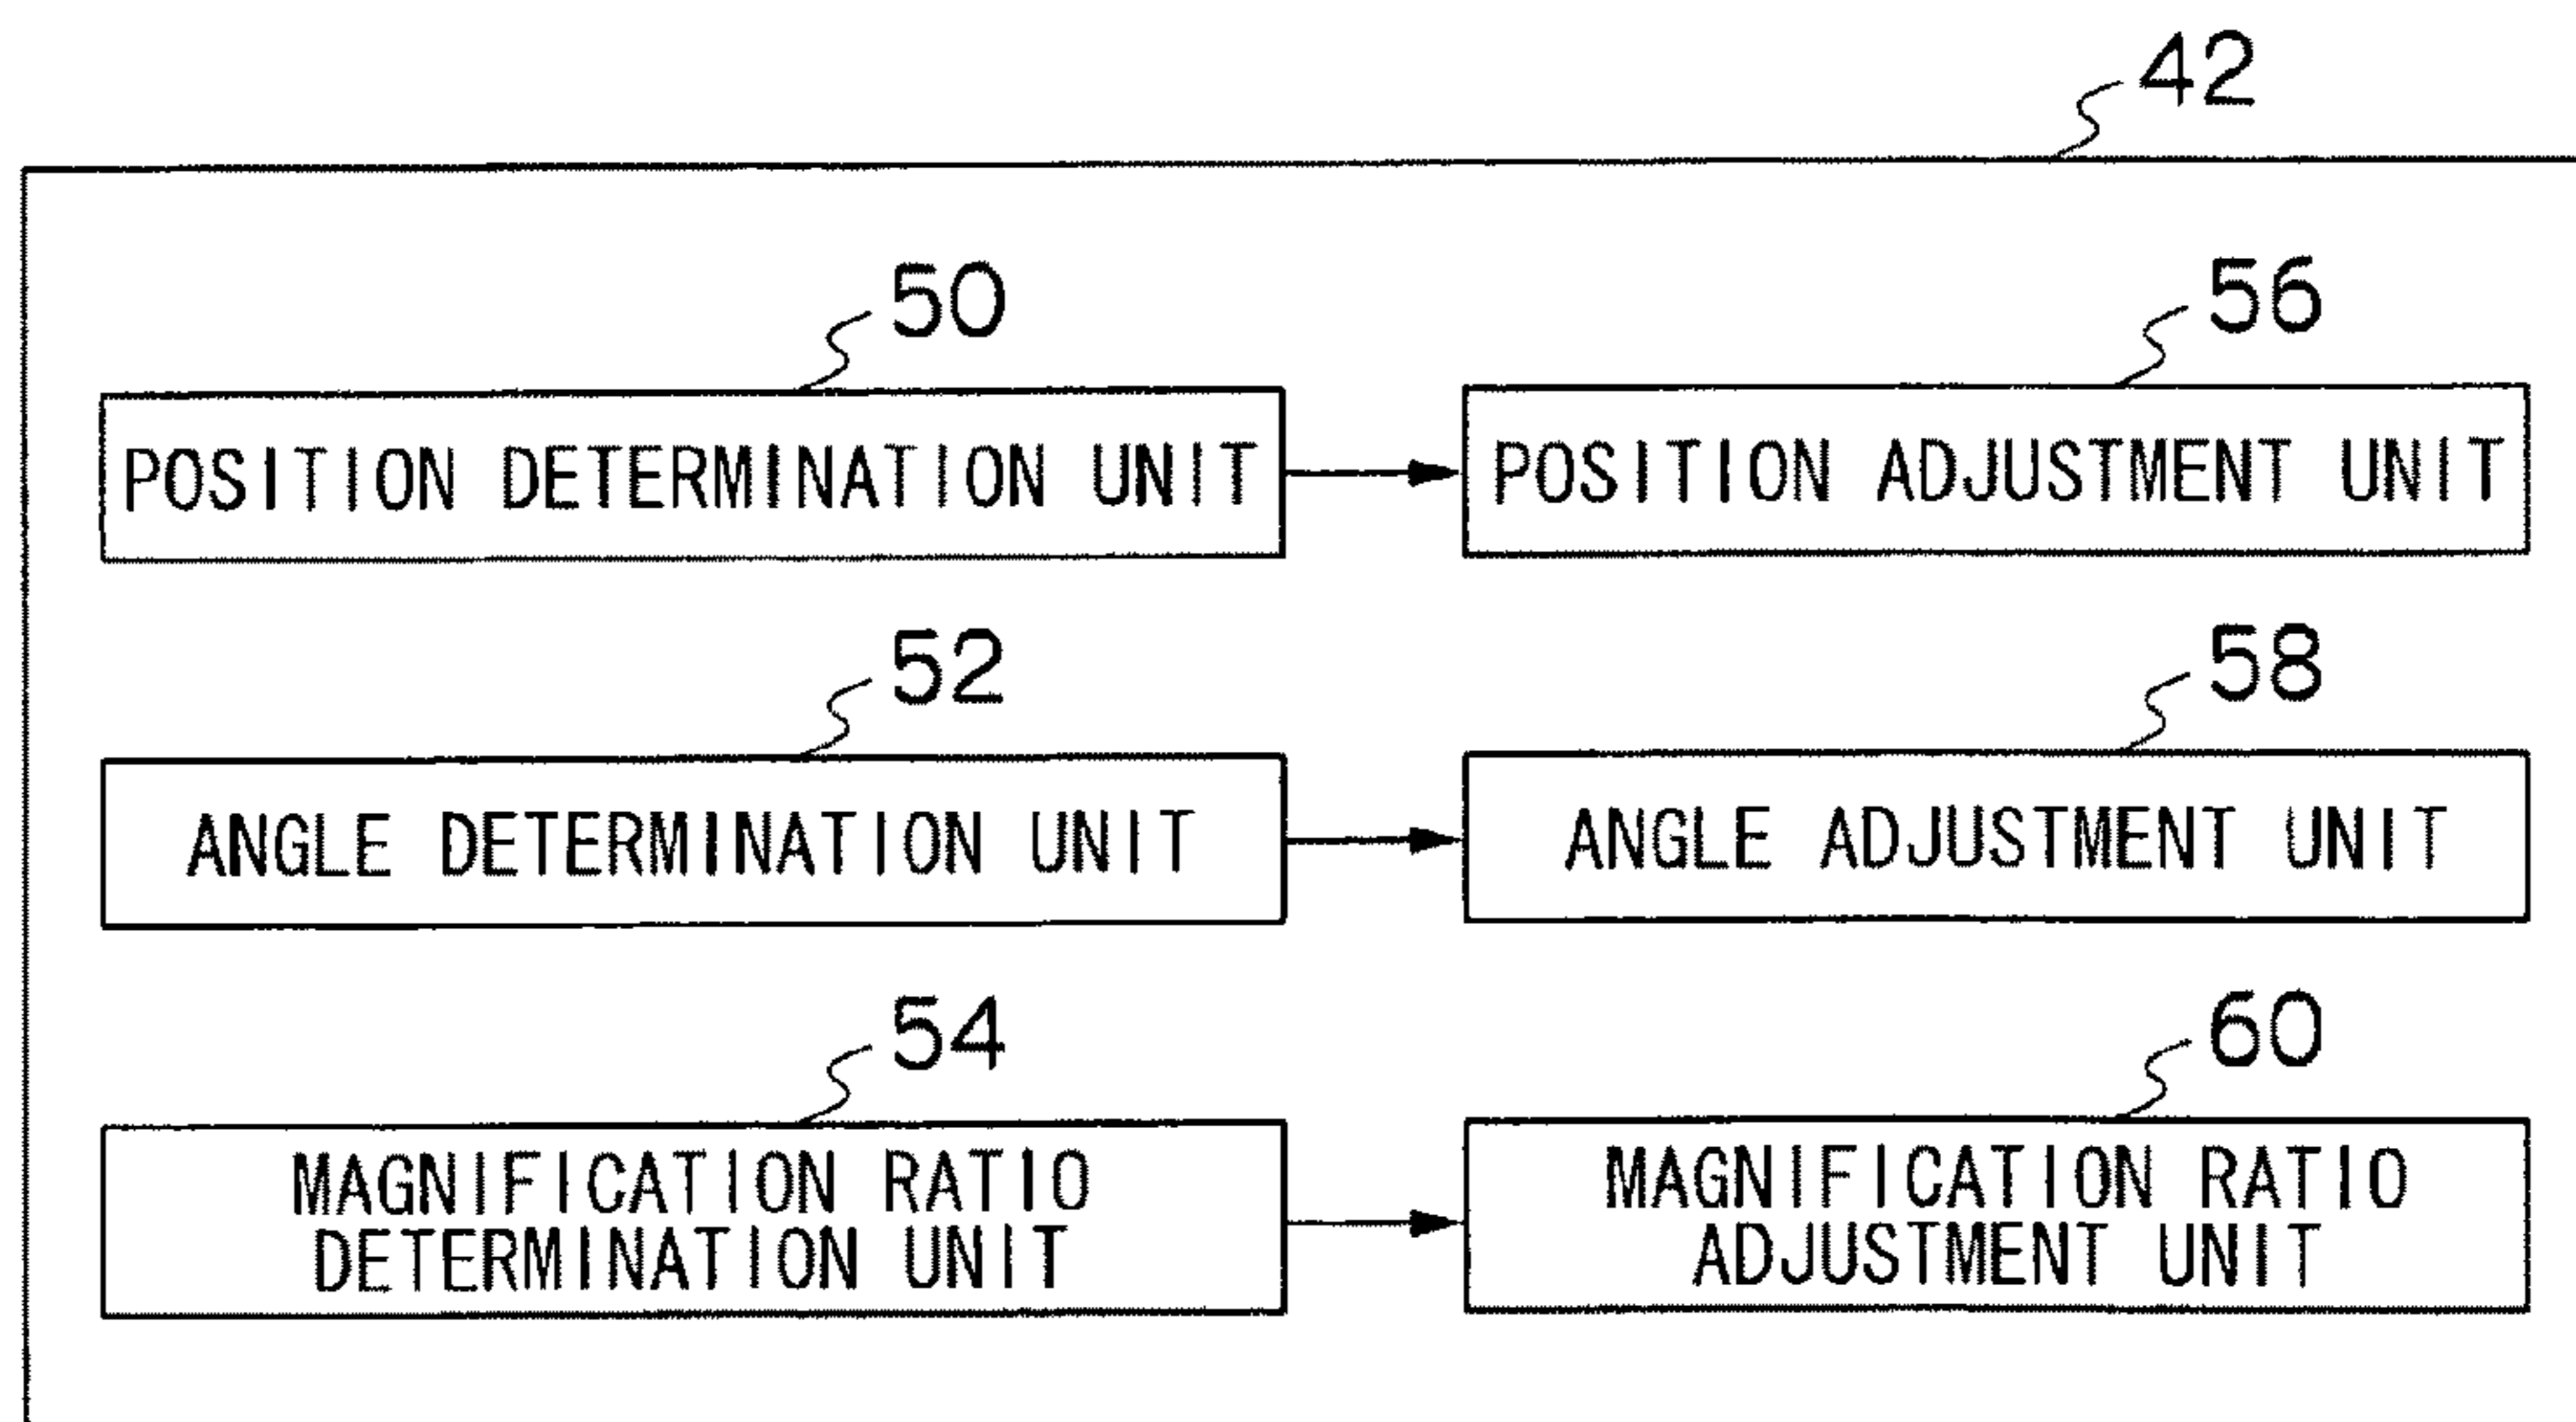 42
50
56
POSITION DETERMINATION UNIT
POSITION ADJUSTMENT UNIT
52
58
ANGLE DETERMINATION UNIT
ANGLE ADJUSTMENT UNIT
54
60
MAGNIFICATION RATIO
DETERMINATION UNIT
MAGNIFICATION RATIO
ADJUSTMENT UNIT